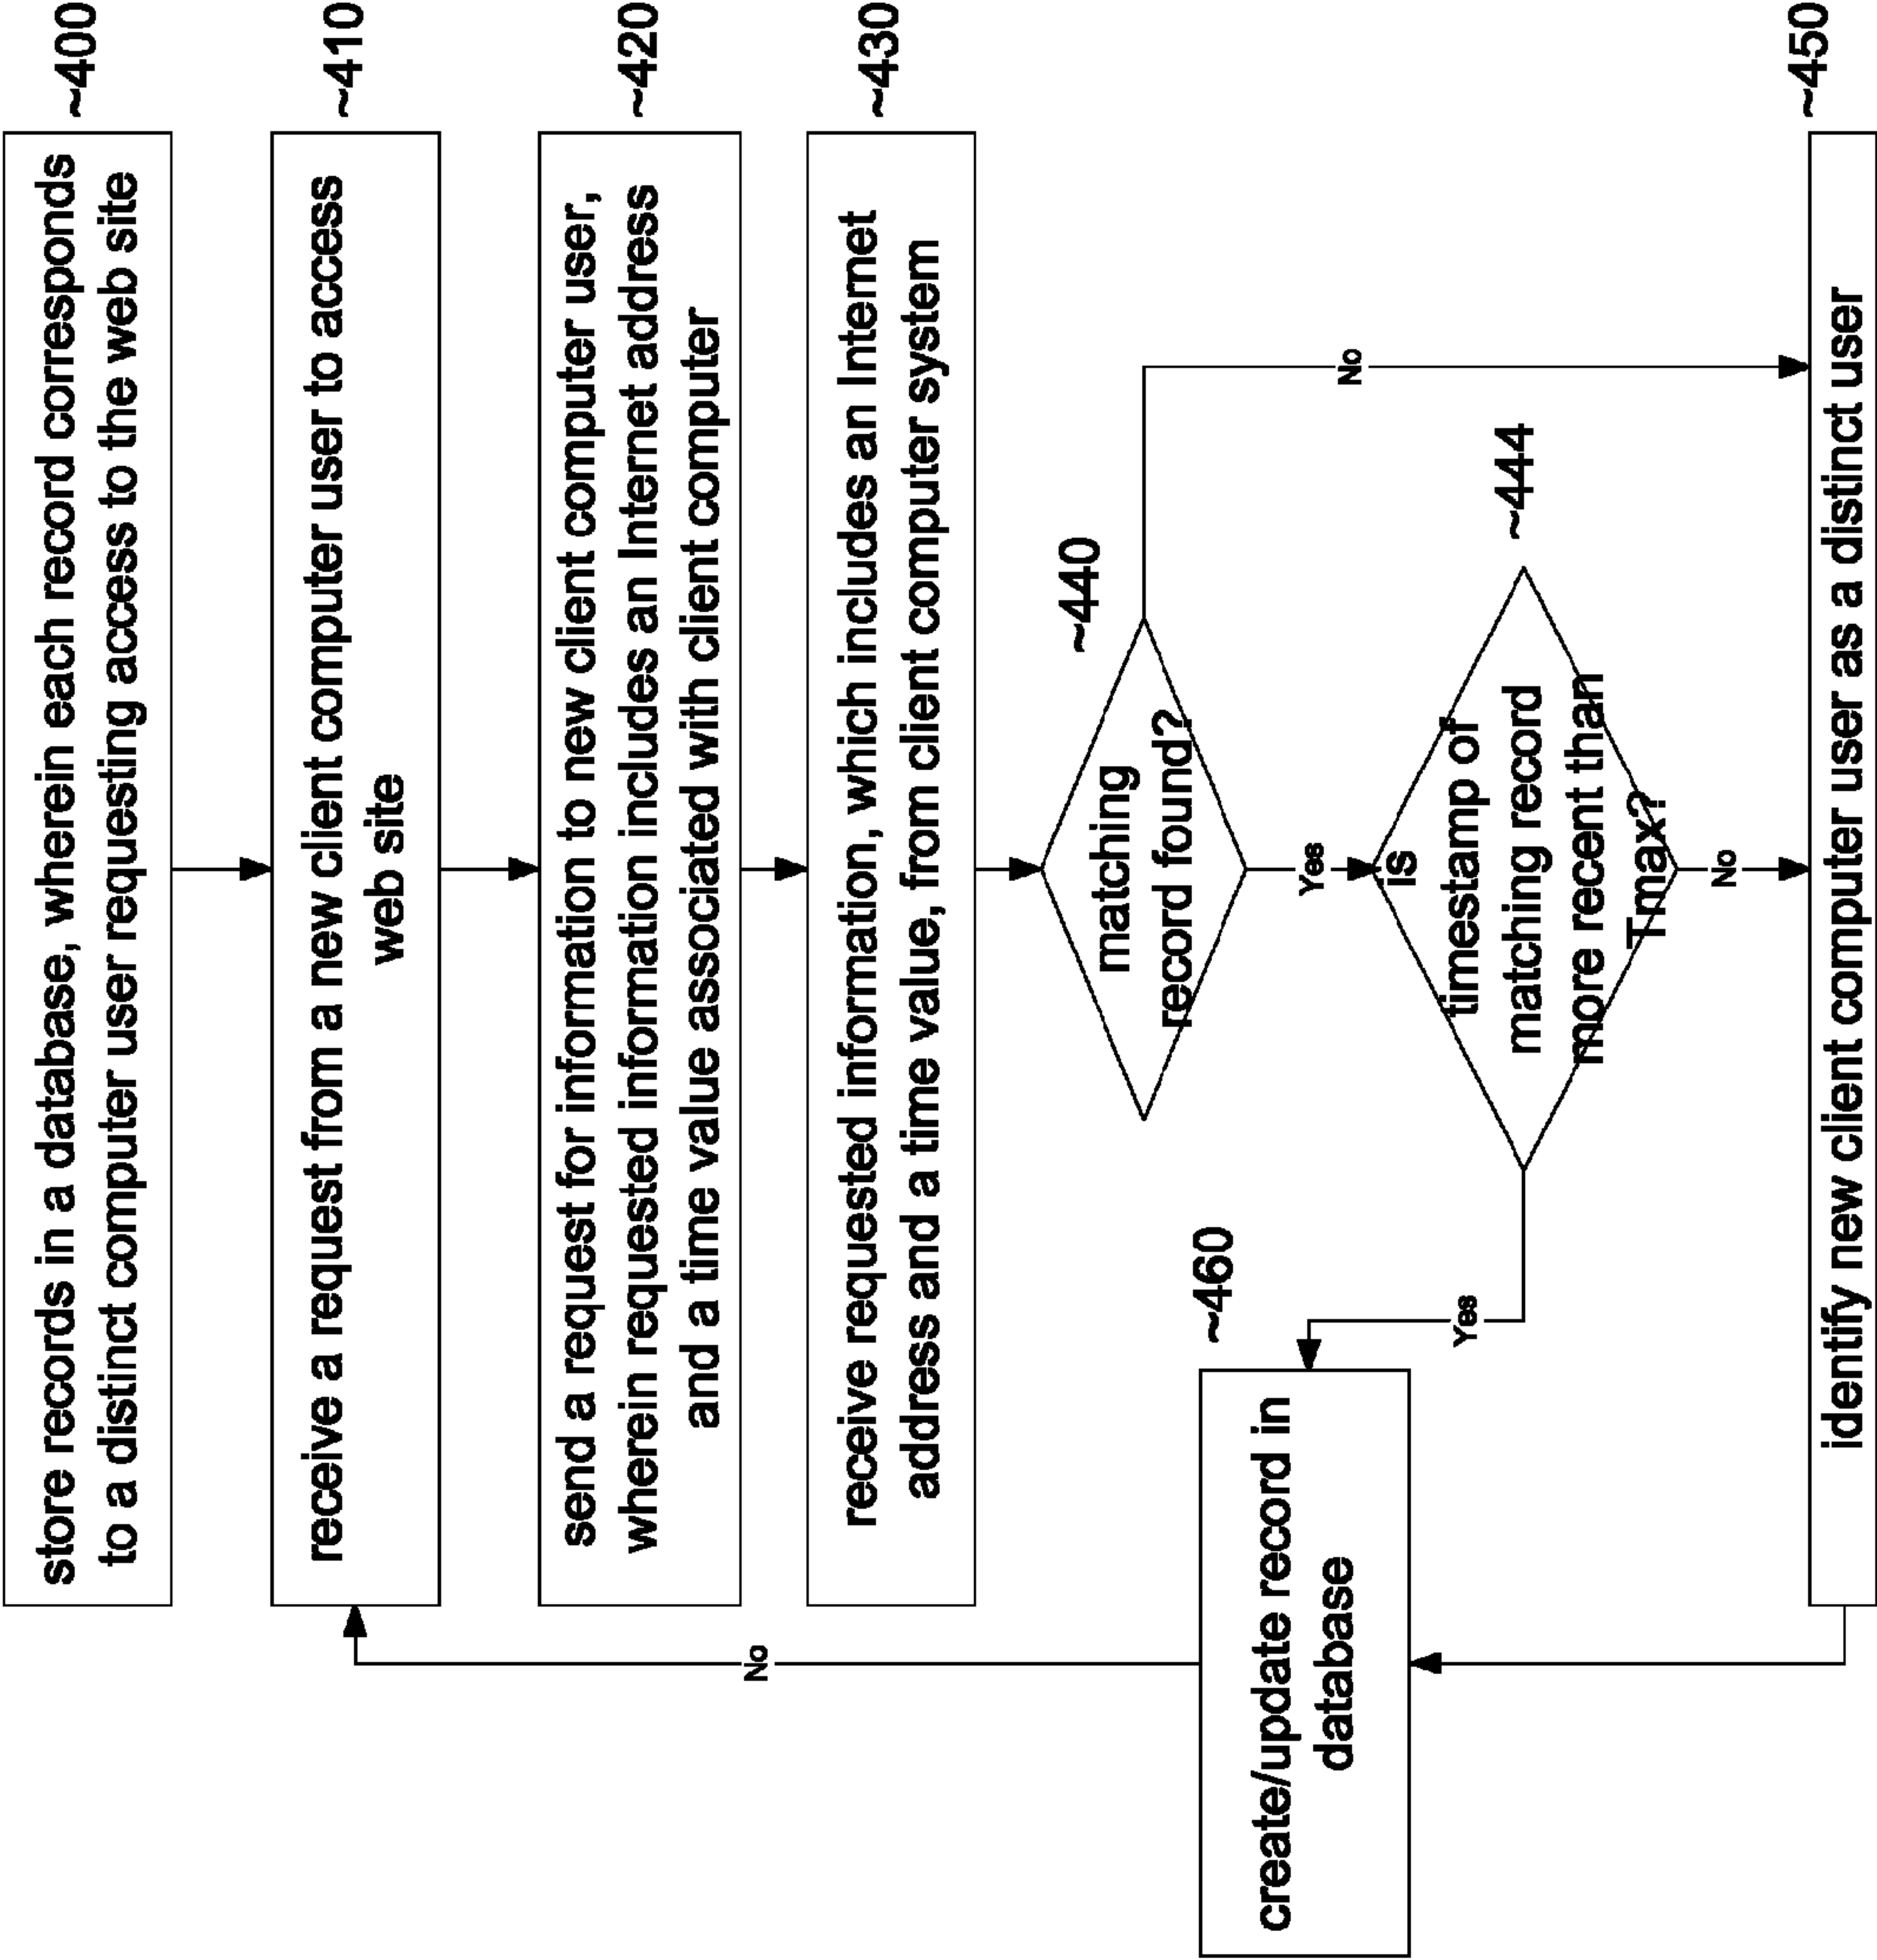 store records in a database, wherein each record corresponds
to a distinct computer user requesting access to the web site
~400
receive a request from a new client computer user to access
web site
~410
send a request for information to new client computer user,
wherein requested information includes an Internet address
and a time value associated with client computer
~420
receive requested information, which includes an Internet
address and a time value, from client computer system
~430
matching
record found?
~440
No
Yes
is
timestamp of
matching record
more recent than
Tmax?
~444
Yes
No
~460
create/update record in
database
No
identify new client computer user as a distinct user
~450